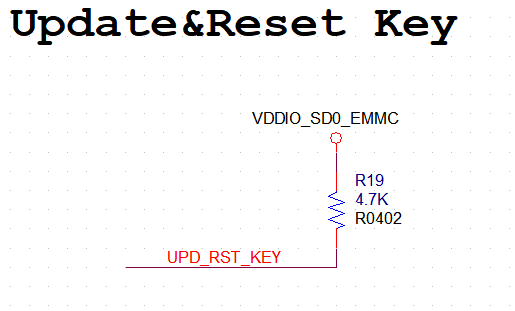 Update&Reset Key
VDDIO_SD0_EMMC
R19
4.7K
R0402
UPD_RST_KEY